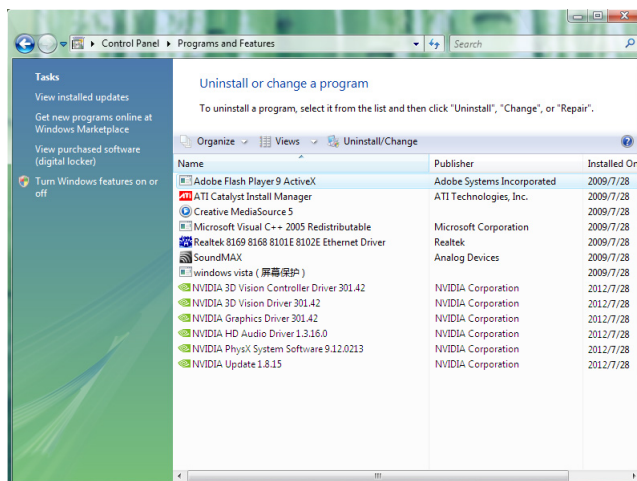 Control Panel
Programs and Features
Search
Tasks
View installed updates
Get new programs online at
Windows Marketplace
View purchased software
(digital locker)
Turn Windows features on or
off
Uninstall or change a program
To uninstall a program, select it from the list and then click "Uninstall", "Change", or "Repair".
Organize Views Uninstall/Change
Name Publisher Installed On
Adobe Flash Player 9 ActiveX Adobe Systems Incorporated 2009/7/28
ATI ATI Catalyst Install Manager ATI Technologies, Inc. 2009/7/28
Creative MediaSource 5 2009/7/28
Microsoft Visual C++ 2005 Redistributable Microsoft Corporation 2009/7/28
Realtek 8169 8168 8101E 8102E Ethernet Driver Realtek 2009/7/28
SoundMAX Analog Devices 2009/7/28
windows vista ( 屏幕保护 ) 2009/7/28
NVIDIA 3D Vision Controller Driver 301.42 NVIDIA Corporation 2012/7/28
NVIDIA 3D Vision Driver 301.42 NVIDIA Corporation 2012/7/28
NVIDIA Graphics Driver 301.42 NVIDIA Corporation 2012/7/28
NVIDIA HD Audio Driver 1.3.16.0 NVIDIA Corporation 2012/7/28
NVIDIA PhysX System Software 9.12.0213 NVIDIA Corporation 2012/7/28
NVIDIA Update 1.8.15 NVIDIA Corporation 2012/7/28